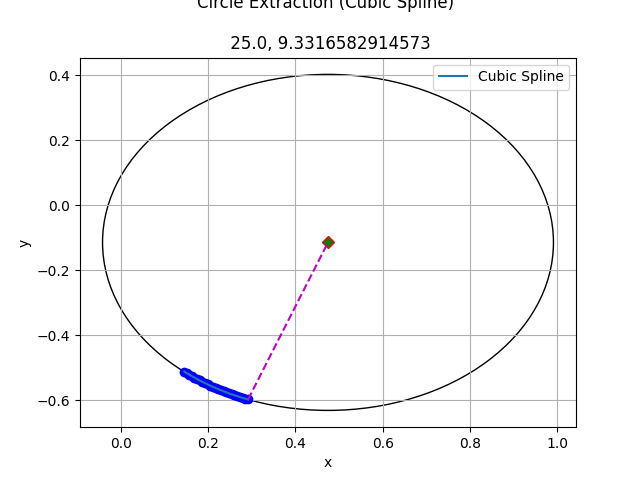 Circle Extraction (Cubic Spline)
25.0, 9.3316582914573
Cubic Spline
0.4
0.2
0.0
−0.2
−0.4
−0.6
y
0.0 0.2 0.4 0.6 0.8 1.0
x